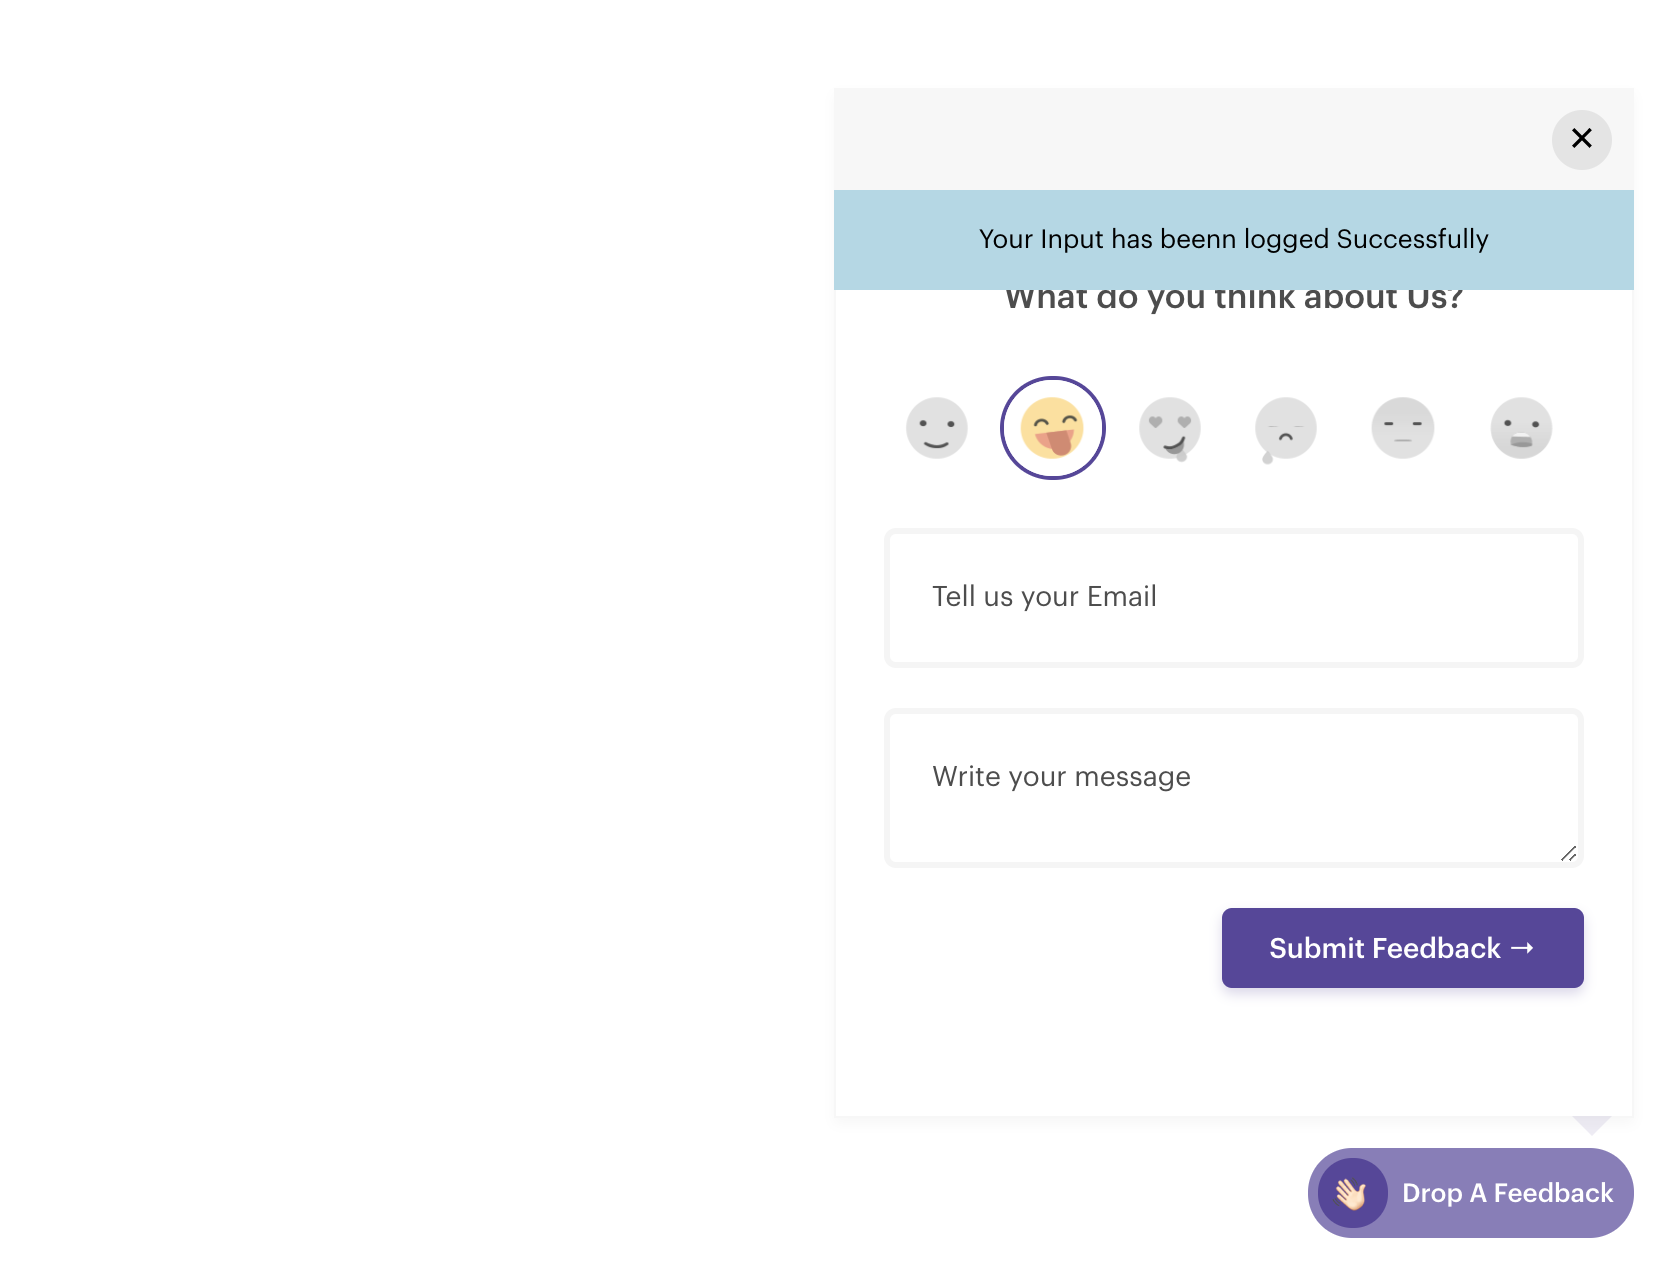 Your Input has beenn logged Successfully
What do you think about Us?
Tell us your Email
Write your message
Submit Feedback →
Drop A Feedback